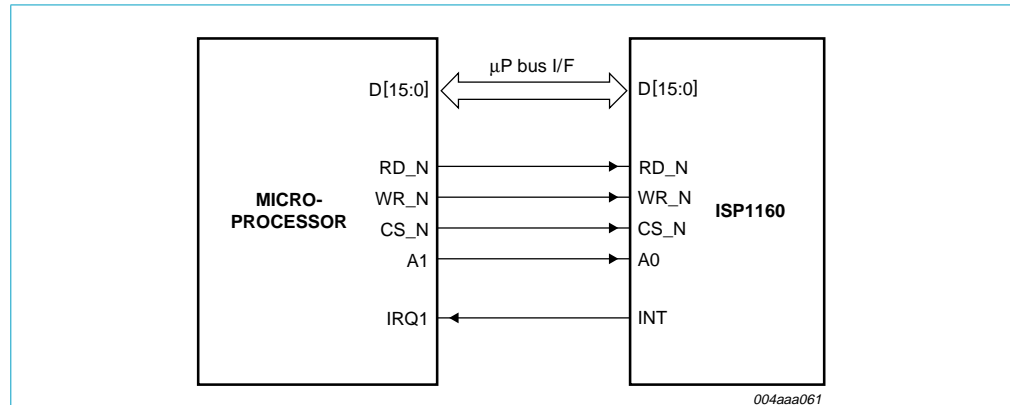 µP bus I/F
D[15:0] D[15:0]
RD_N RD_N
WR_N WR_N
MICRO-
PROCESSOR
ISP1160
CS_N CS_N
A1 A0
IRQ1 INT
004aaa061